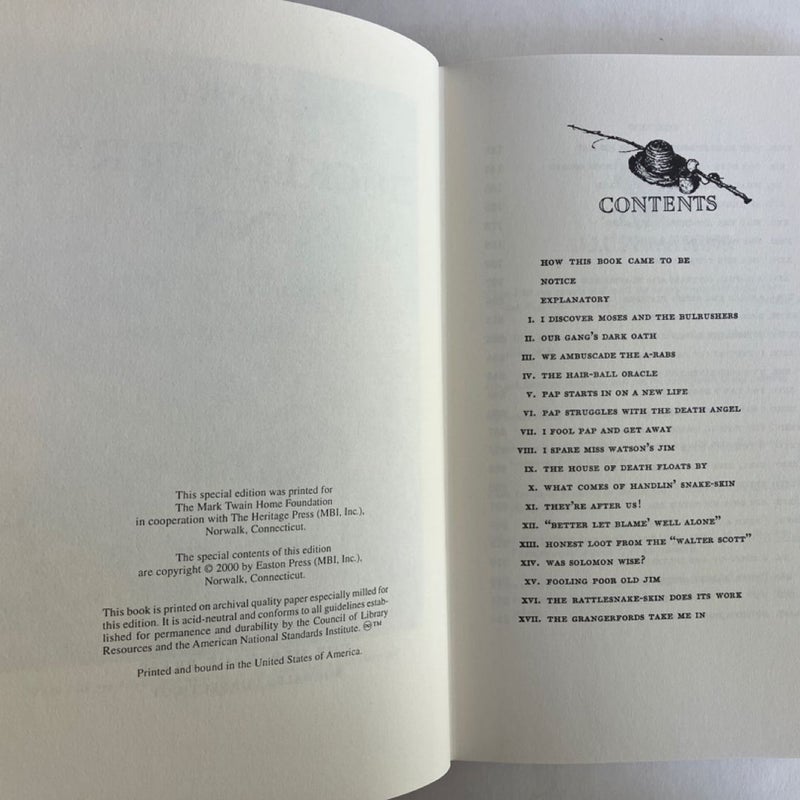 This special edition was printed for
The Mark Twain Home Foundation
in cooperation with The Heritage Press (MBI, Inc.),
Norwalk, Connecticut.
The special contents of this edition
are copyright © 2000 by Easton Press (MBI, Inc.),
Norwalk, Connecticut.
This book is printed on archival quality paper especially milled for
this edition. It is acid-neutral and conforms to all guidelines estab-
lished for permanence and durability by the Council of Library
Resources and the American National Standards Institute. ♾™
Printed and bound in the United States of America.
CONTENTS
HOW THIS BOOK CAME TO BE
NOTICE
EXPLANATORY
I. I DISCOVER MOSES AND THE BULRUSHERS
II. OUR GANG'S DARK OATH
III. WE AMBUSCADE THE A-RABS
IV. THE HAIR-BALL ORACLE
V. PAP STARTS IN ON A NEW LIFE
VI. PAP STRUGGLES WITH THE DEATH ANGEL
VII. I FOOL PAP AND GET AWAY
VIII. I SPARE MISS WATSON'S JIM
IX. THE HOUSE OF DEATH FLOATS BY
X. WHAT COMES OF HANDLIN' SNAKE-SKIN
XI. THEY'RE AFTER US!
XII. "BETTER LET BLAME' WELL ALONE"
XIII. HONEST LOOT FROM THE "WALTER SCOTT"
XIV. WAS SOLOMON WISE?
XV. FOOLING POOR OLD JIM
XVI. THE RATTLESNAKE-SKIN DOES ITS WORK
XVII. THE GRANGERFORDS TAKE ME IN